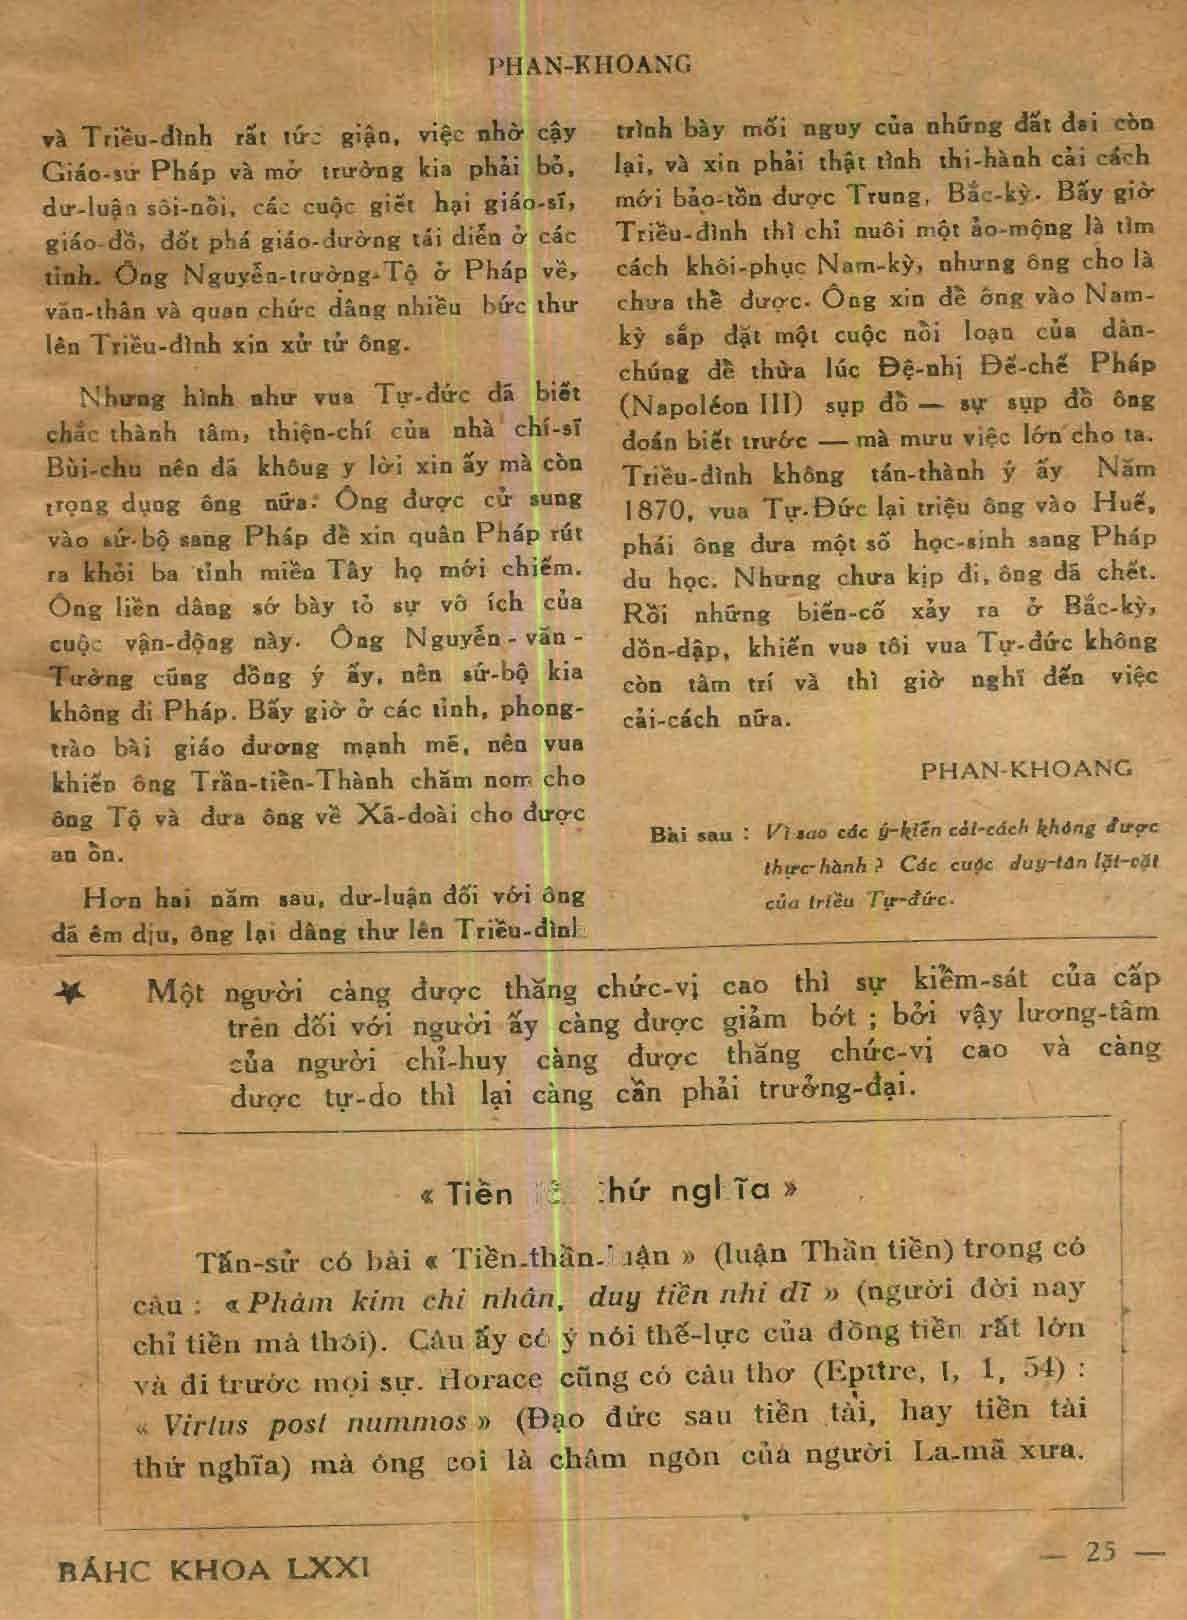 PHAN-KHOANG
và Triều-đình rất tức giận, việc nhờ cậy
Giáo-sư Pháp và mở trường kia phải bỏ,
dư-luận sôi-nổi, các cuộc giết hại giáo-sĩ,
giáo-đồ, đốt phá giáo-đường tái diễn ở các
tỉnh. Ông Nguyễn-trường-Tộ ở Pháp về,
văn-thân và quan chức dâng nhiều bức thư
lên Triều-đình xin xử tử ông.
Nhưng hình như vua Tự-đức đã biết
chắc thành tâm, thiện-chí của nhà chí-sĩ
Bùi-chu nên đã khôug y lời xin ấy mà còn
trọng dụng ông nữa. Ông được cử sung
vào sứ-bộ sang Pháp để xin quân Pháp rút
ra khỏi ba tỉnh miền Tây họ mới chiếm.
Ông liền dâng sớ bày tỏ sự vô ích của
cuộc vận-động này. Ông Nguyễn-văn-
Tường cũng đồng ý ấy, nên sứ-bộ kia
không đi Pháp. Bấy giờ ở các tỉnh, phong-
trào bài giáo đương mạnh mẽ, nên vua
khiến ông Trần-tiền-Thành chăm nom cho
ông Tộ và đưa ông về Xã-đoài cho được
an ổn.
Hơn hai năm sau, dư-luận đối với ông
đã êm dịu, ông lại dâng thư lên Triều-đình
trình bày mối nguy của những đất đai còn
lại, và xin phải thật tình thi-hành cải cách
mới bảo-tồn được Trung, Bắc-kỳ. Bấy giờ
Triều-đình thì chỉ nuôi một ảo-mộng là tìm
cách khôi-phục Nam-kỳ, nhưng ông cho là
chưa thể được. Ông xin để ông vào Nam-
kỳ sắp đặt một cuộc nổi loạn của dân-
chúng để thừa lúc Đệ-nhị Đế-chế Pháp
(Napoléon III) sụp đổ — sự sụp đổ ông
đoán biết trước — mà mưu việc lớn cho ta.
Triều-đình không tán-thành ý ấy Năm
1870, vua Tự-Đức lại triệu ông vào Huế,
phái ông đưa một số học-sinh sang Pháp
du học. Nhưng chưa kịp đi, ông đã chết.
Rồi những biến-cố xảy ra ở Bắc-kỳ,
dồn-dập, khiến vua tôi vua Tự-đức không
còn tâm trí và thì giờ nghĩ đến việc
cải-cách nữa.
PHAN-KHOANG
Bài sau : Vì sao các ý-kiến cải-cách không được
thực-hành ? Các cuộc duy-tân lặt-vặt
của triều Tự-đức.
★ Một người càng được thăng chức-vị cao thì sự kiểm-sát của cấp
trên đối với người ấy càng được giảm bớt ; bởi vậy lương-tâm
của người chỉ-huy càng được thăng chức-vị cao và càng
được tự-do thì lại càng cần phải trưởng-đại.
« Tiền thứ nghĩa »
Tấn-sử có bài « Tiền-thần-luận » (luận Thần tiền) trong có
câu : « Phàm kim chi nhân, duy tiền nhi dĩ » (người đời nay
chỉ tiền mà thôi). Câu ấy có ý nói thế-lực của đồng tiền rất lớn
và đi trước mọi sự. Horace cũng có câu thơ (Epître, I, 1, 54) :
« Virtus post nummos » (Đạo đức sau tiền tài, hay tiền tài
thứ nghĩa) mà ông coi là châm ngôn của người La-mã xưa.
BÁHC KHOA LXXI
— 25 —